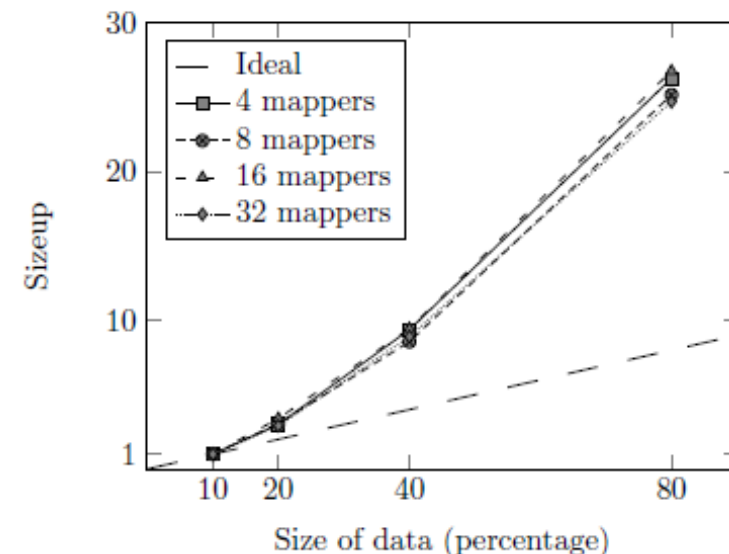 30
Ideal
4 mappers
8 mappers
16 mappers
32 mappers
20
10
1
Sizeup
10 20 40 80
Size of data (percentage)